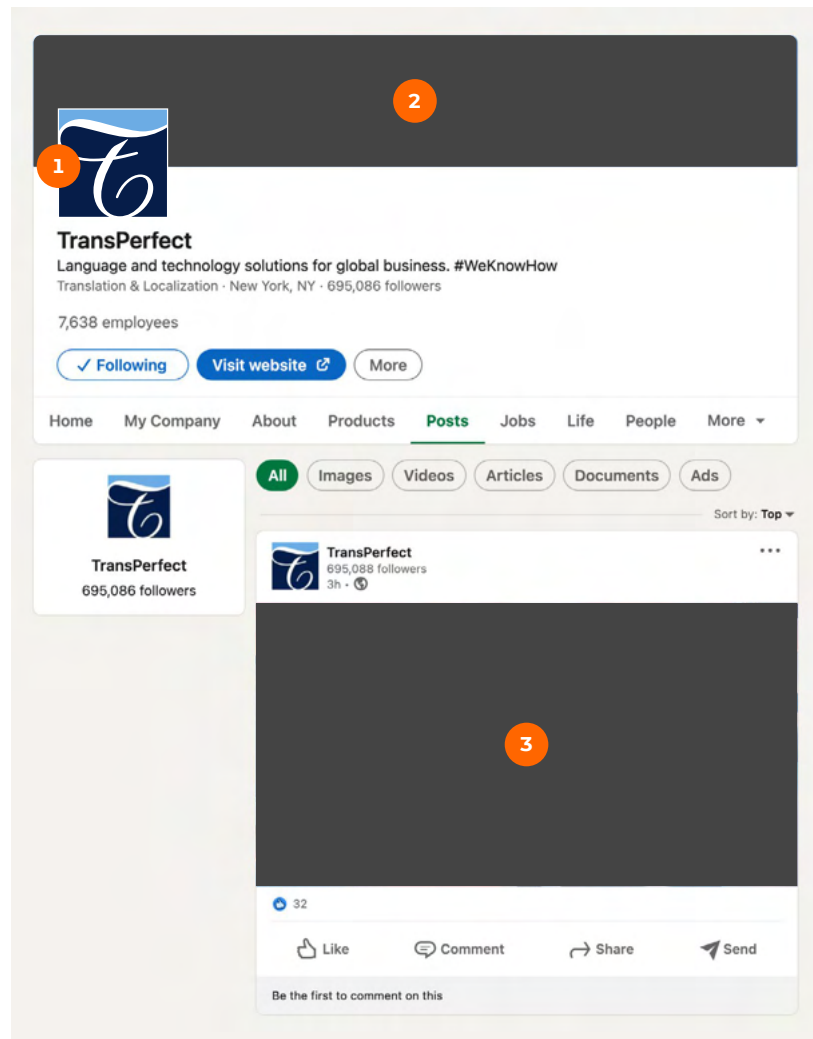 2
1
TransPerfect
Language and technology solutions for global business. #WeKnowHow
Translation & Localization · New York, NY · 695,086 followers
7,638 employees
✓ Following Visit website More
Home My Company About Products Posts Jobs Life People More
All Images Videos Articles Documents Ads
Sort by: Top
TransPerfect
695,086 followers
TransPerfect
695,088 followers
3h ·
3
32
Like Comment Share Send
Be the first to comment on this